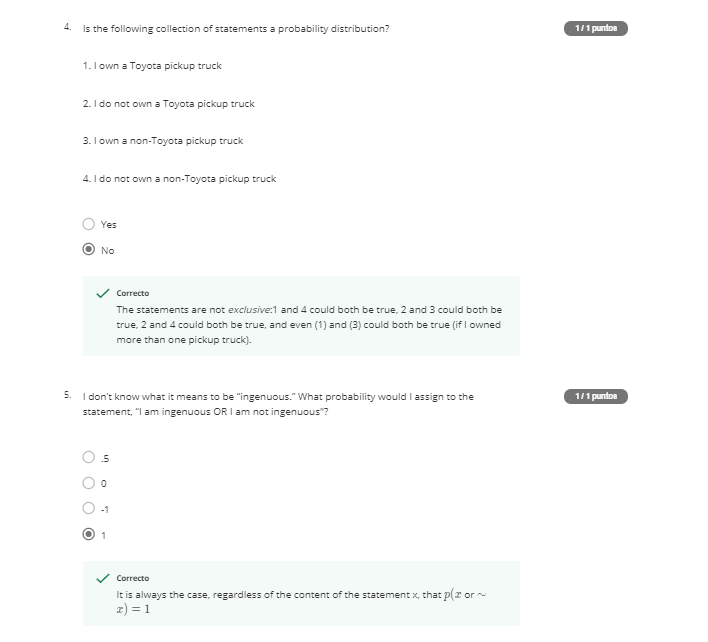 4. Is the following collection of statements a probability distribution?
1 / 1 puntos
1. I own a Toyota pickup truck
2. I do not own a Toyota pickup truck
3. I own a non-Toyota pickup truck
4. I do not own a non-Toyota pickup truck
Yes
No
Correcto
The statements are not exclusive:1 and 4 could both be true, 2 and 3 could both be
true, 2 and 4 could both be true, and even (1) and (3) could both be true (if I owned
more than one pickup truck).
5. I don't know what it means to be "ingenuous." What probability would I assign to the
statement, "I am ingenuous OR I am not ingenuous"?
1 / 1 puntos
.5
0
-1
1
Correcto
It is always the case, regardless of the content of the statement x, that p(x or ~
x) = 1